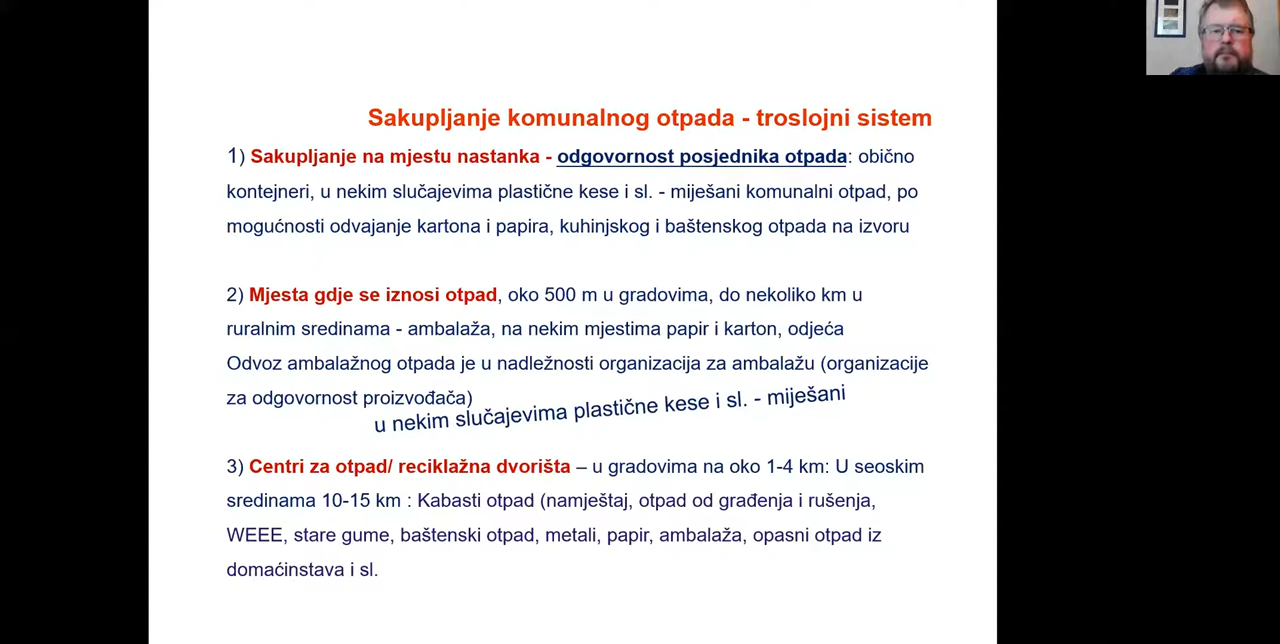 Sakupljanje komunalnog otpada - troslojni sistem
1) Sakupljanje na mjestu nastanka - odgovornost posjednika otpada: obično
kontejneri, u nekim slučajevima plastične kese i sl. - miješani komunalni otpad, po
mogućnosti odvajanje kartona i papira, kuhinjskog i baštenskog otpada na izvoru
2) Mjesta gdje se iznosi otpad, oko 500 m u gradovima, do nekoliko km u
ruralnim sredinama - ambalaža, na nekim mjestima papir i karton, odjeća
Odvoz ambalažnog otpada je u nadležnosti organizacija za ambalažu (organizacije
za odgovornost proizvođača)
u nekim slučajevima plastične kese i sl. - miješani
3) Centri za otpad/ reciklažna dvorišta – u gradovima na oko 1-4 km: U seoskim
sredinama 10-15 km : Kabasti otpad (namještaj, otpad od građenja i rušenja,
WEEE, stare gume, baštenski otpad, metali, papir, ambalaža, opasni otpad iz
domaćinstava i sl.